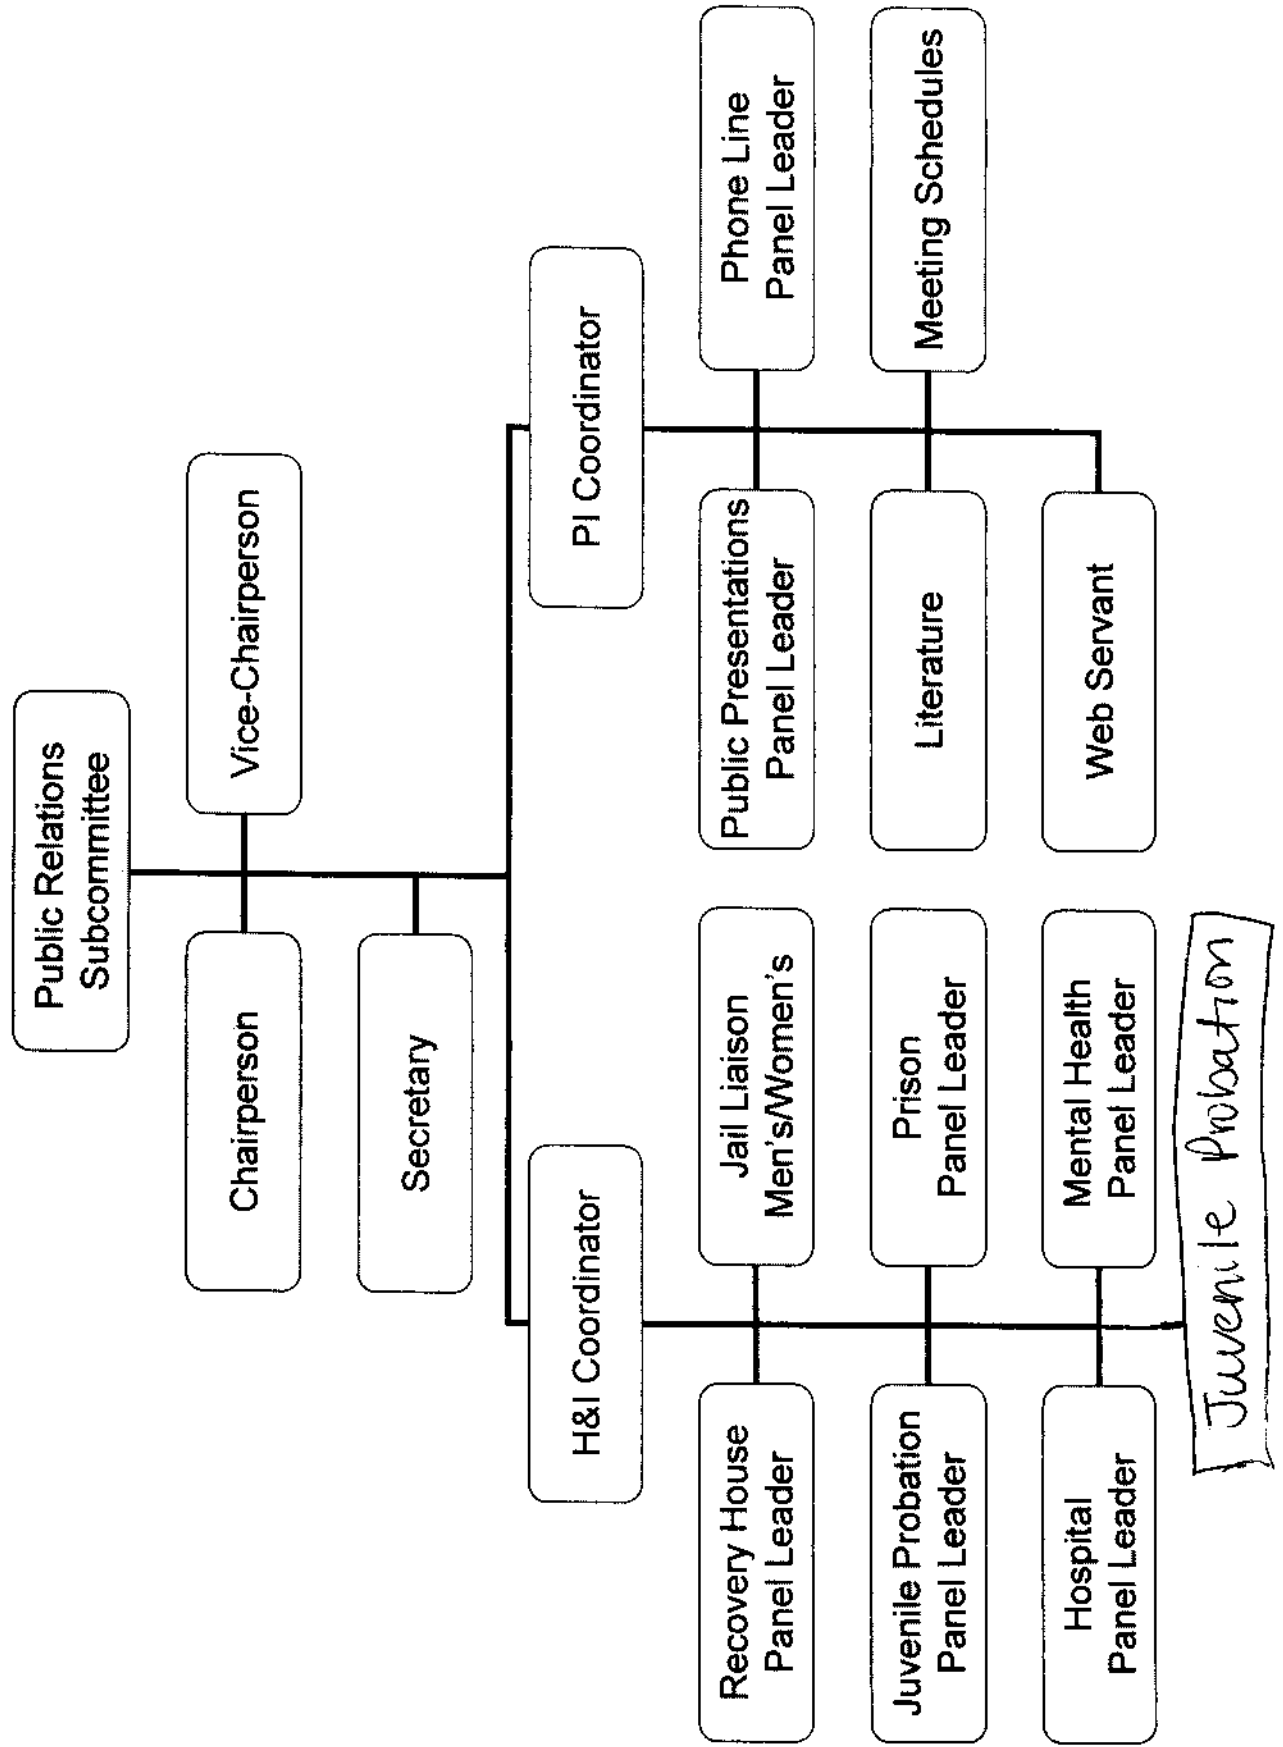 Public Relations
Subcommittee
Chairperson
Vice-Chairperson
Secretary
H&I Coordinator
PI Coordinator
Recovery House
Panel Leader
Jail Liaison
Men's/Women's
Public Presentations
Panel Leader
Phone Line
Panel Leader
Juvenile Probation
Panel Leader
Prison
Panel Leader
Literature
Meeting Schedules
Hospital
Panel Leader
Mental Health
Panel Leader
Web Servant
Juvenile Probation